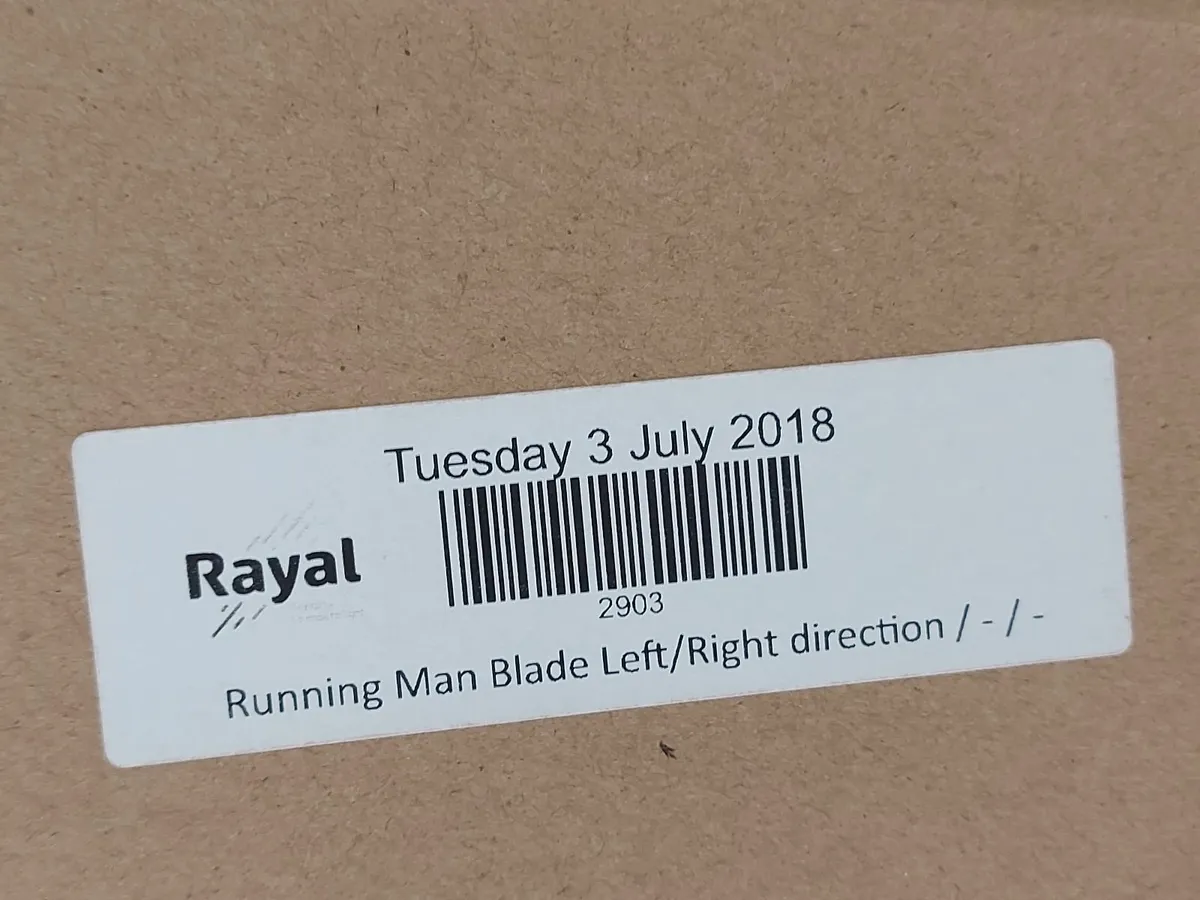 Tuesday 3 July 2018
Rayal
2903
Running Man Blade Left/Right direction / - / -